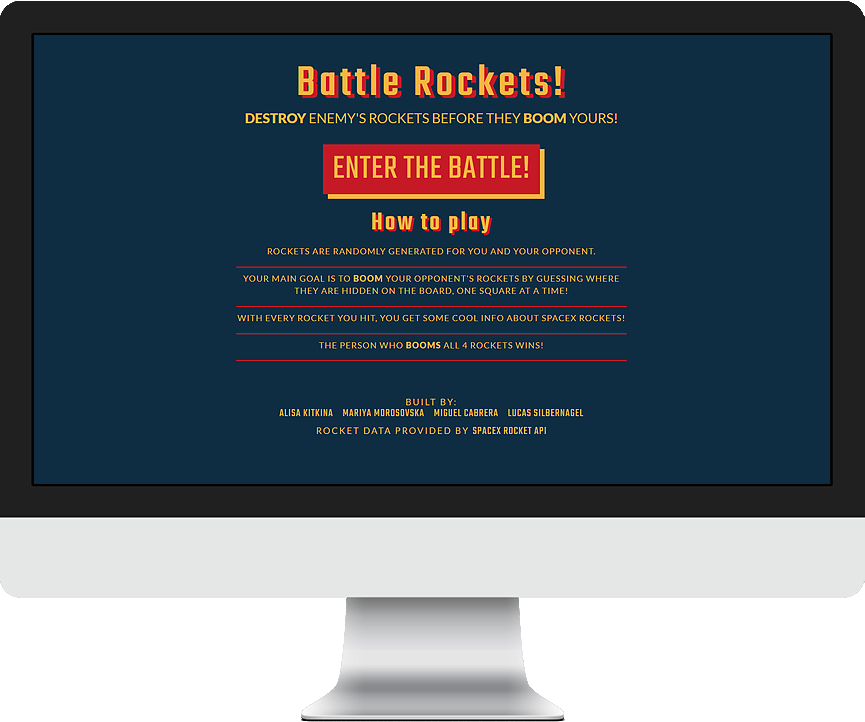 Battle Rockets!
DESTROY ENEMY'S ROCKETS BEFORE THEY BOOM YOURS!
ENTER THE BATTLE!
How to play
ROCKETS ARE RANDOMLY GENERATED FOR YOU AND YOUR OPPONENT.
YOUR MAIN GOAL IS TO BOOM YOUR OPPONENT'S ROCKETS BY GUESSING WHERE
THEY ARE HIDDEN ON THE BOARD, ONE SQUARE AT A TIME!
WITH EVERY ROCKET YOU HIT, YOU GET SOME COOL INFO ABOUT SPACEX ROCKETS!
THE PERSON WHO BOOMS ALL 4 ROCKETS WINS!
BUILT BY:
ALISA KITKINA MARIYA MOROSOVSKA MIGUEL CABRERA LUCAS SILBERNAGEL
ROCKET DATA PROVIDED BY SPACEX ROCKET API